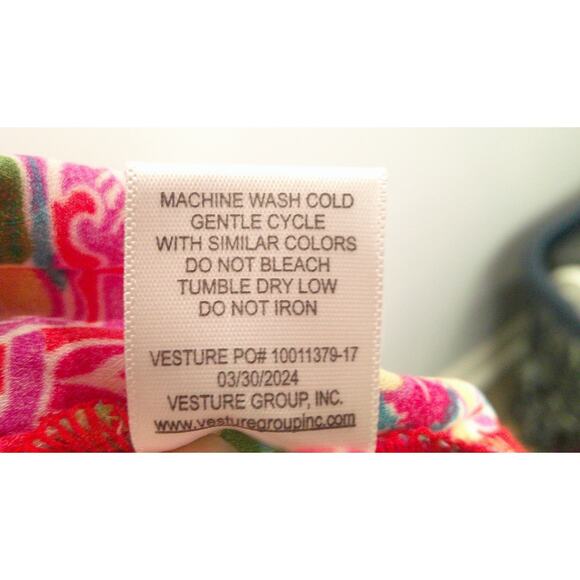 MACHINE WASH COLD
GENTLE CYCLE
WITH SIMILAR COLORS
DO NOT BLEACH
TUMBLE DRY LOW
DO NOT IRON
VESTURE PO# 10011379-17
03/30/2024
VESTURE GROUP, INC.
www.vesturegroupinc.com